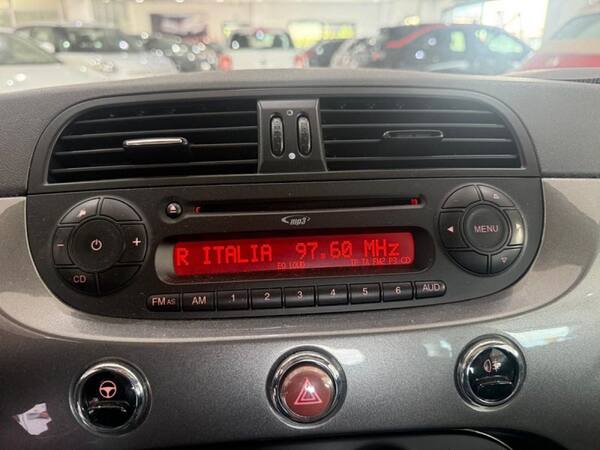 mp3
R ITALIA 97.60 MHz
EQ LOUD TP TA FM2 P3 CD
MENU
CD
FM AS AM 1 2 3 4 5 6 AUD